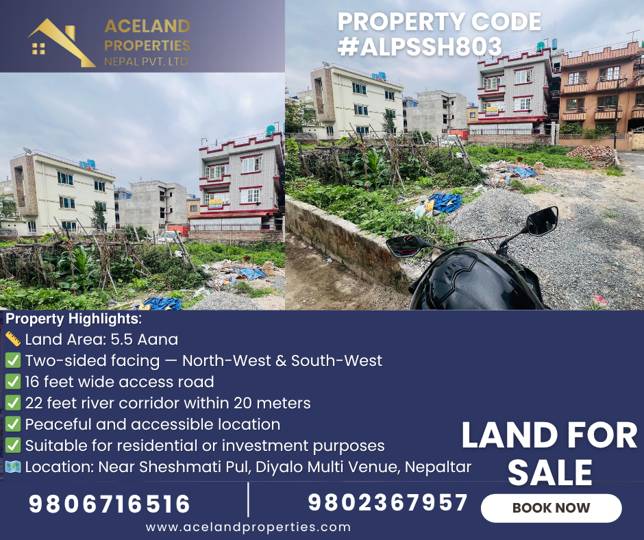 ACELAND
PROPERTIES
NEPAL PVT. LTD
PROPERTY CODE
#ALPSSH803
Property Highlights:
📏 Land Area: 5.5 Aana
✅ Two-sided facing — North-West & South-West
✅ 16 feet wide access road
✅ 22 feet river corridor within 20 meters
✅ Peaceful and accessible location
✅ Suitable for residential or investment purposes
🗺️ Location: Near Sheshmati Pul, Diyalo Multi Venue, Nepaltar
LAND FOR
SALE
9806716516
9802367957
BOOK NOW
www.acelandproperties.com